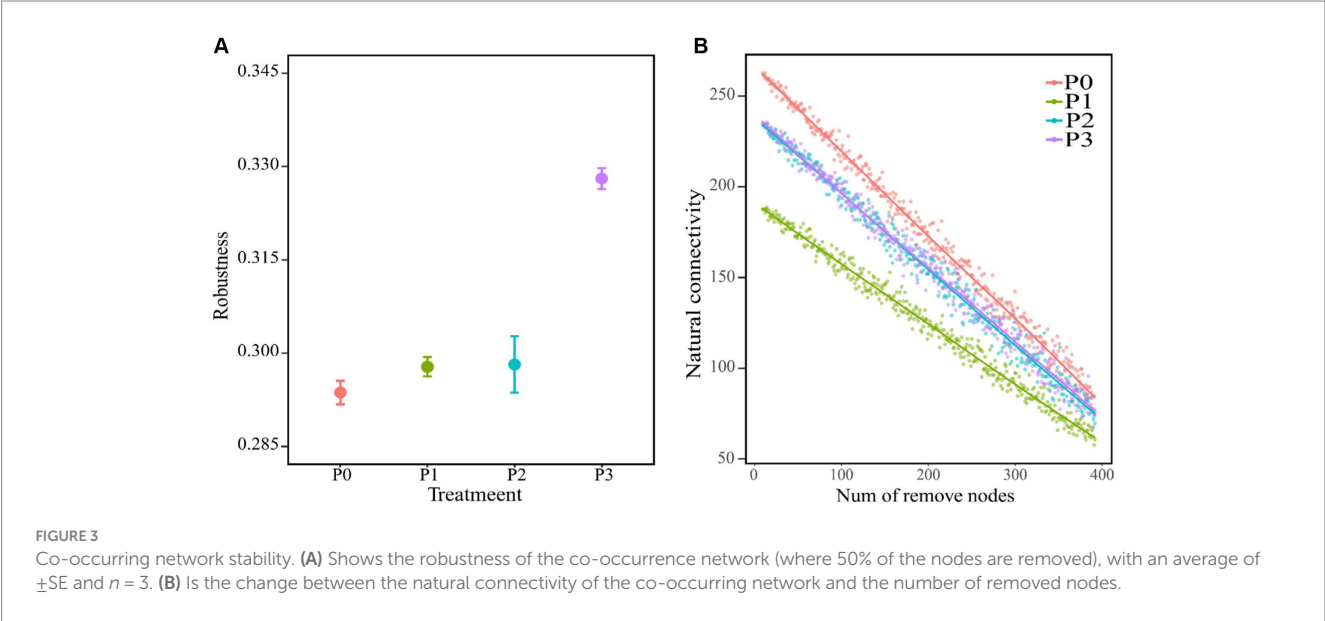 A
0.345
0.330
0.315
0.300
0.285
Robustness
P0 P1 P2 P3
Treatmeent
B
250
200
150
100
50
Natural connectivity
P0
P1
P2
P3
0 100 200 300 400
Num of remove nodes
FIGURE 3
Co-occurring network stability. (A) Shows the robustness of the co-occurrence network (where 50% of the nodes are removed), with an average of
±SE and n = 3. (B) Is the change between the natural connectivity of the co-occurring network and the number of removed nodes.